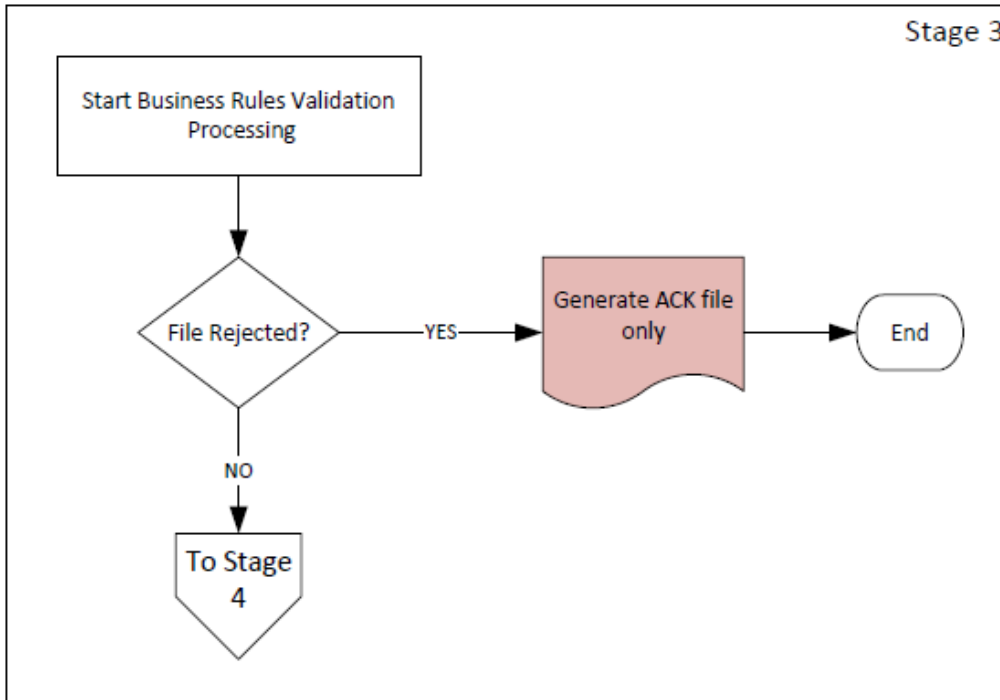 Stage 3
Start Business Rules Validation
Processing
File Rejected?
YES
Generate ACK file
only
End
NO
To Stage
4